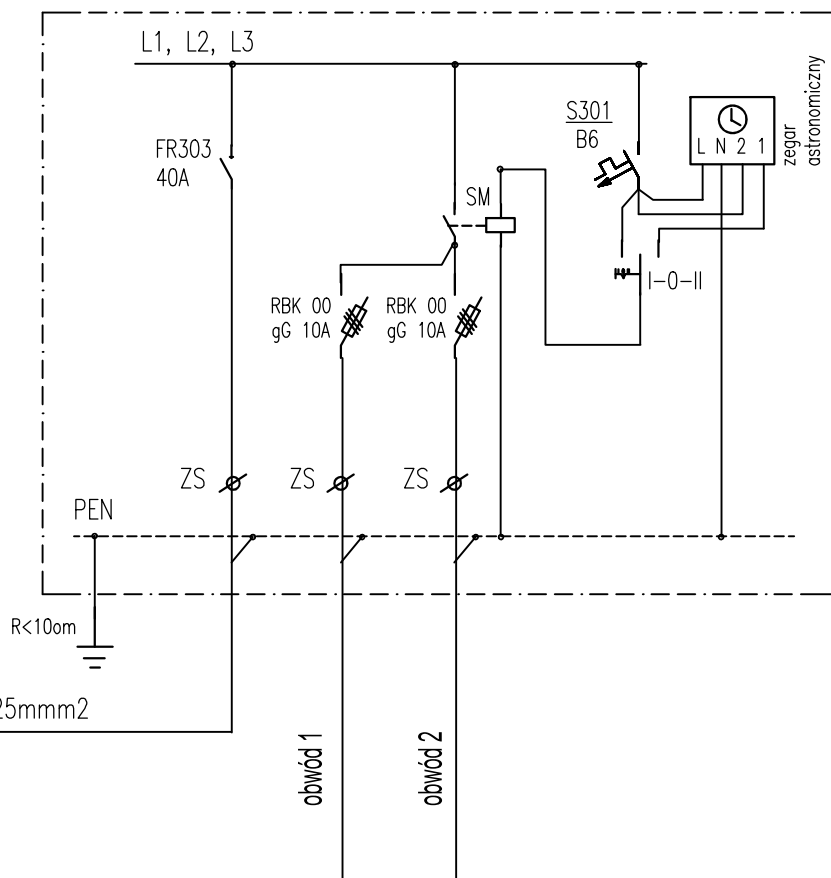 L1, L2, L3
FR303
40A
S301
B6
L N 2 1
zegar
astronomiczny
SM
I-0-II
RBK 00
gG 10A
RBK 00
gG 10A
ZS
ZS
ZS
PEN
R<10om
25mmm2
obwód 1
obwód 2